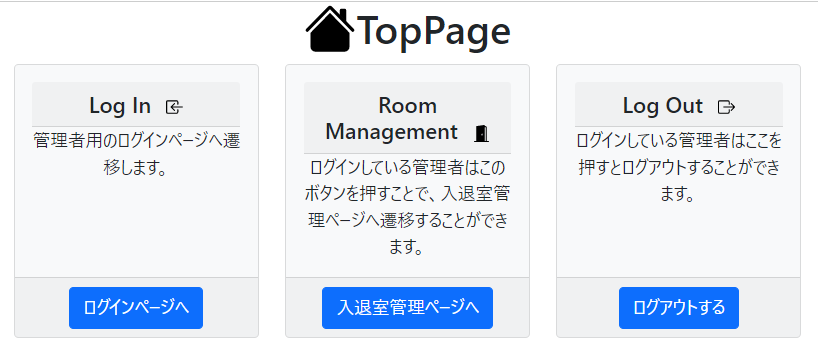 TopPage
Log In
管理者用のログインページへ遷
移します。
ログインページへ
Room
Management
ログインしている管理者はこの
ボタンを押すことで、入退室管
理ページへ遷移することができ
ます。
入退室管理ページへ
Log Out
ログインしている管理者はここを
押すとログアウトすることができ
ます。
ログアウトする